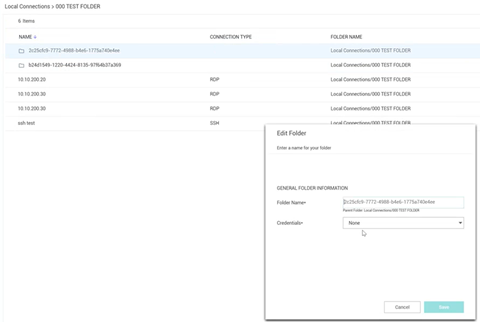 Local Connections > 000 TEST FOLDER
6 Items
NAME CONNECTION TYPE FOLDER NAME
2c25cfc9-7772-4988-b4e6-1775a740e4ee Local Connections/000 TEST FOLDER
b24d1549-1220-4424-8135-97f64b37a369 Local Connections/000 TEST FOLDER
10.10.200.20 RDP Local Connections/000 TEST FOLDER
10.10.200.30 RDP Local Connections/000 TEST FOLDER
10.10.200.30 RDP Local Connections/000 TEST FOLDER
ssh test SSH Local Connections/000 TEST FOLDER
Edit Folder
Enter a name for your folder
GENERAL FOLDER INFORMATION
Folder Name* 2c25cfc9-7772-4988-b4e6-1775a740e4ee
Parent Folder: Local Connections/000 TEST FOLDER
Credentials* None
Cancel Save